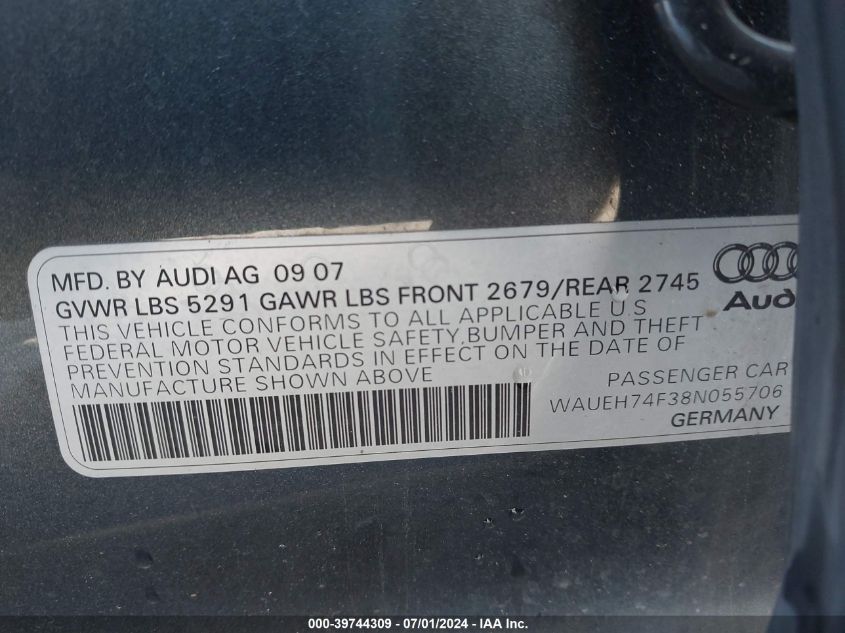 MFD. BY AUDI AG 09 07
GVWR LBS 5291 GAWR LBS FRONT 2679/REAR 2745
THIS VEHICLE CONFORMS TO ALL APPLICABLE U.S
FEDERAL MOTOR VEHICLE SAFETY,BUMPER AND THEFT
PREVENTION STANDARDS IN EFFECT ON THE DATE OF
MANUFACTURE SHOWN ABOVE
Aud
PASSENGER CAR
WAUEH74F38N055706
GERMANY
000-39744309 - 07/01/2024 - IAA Inc.